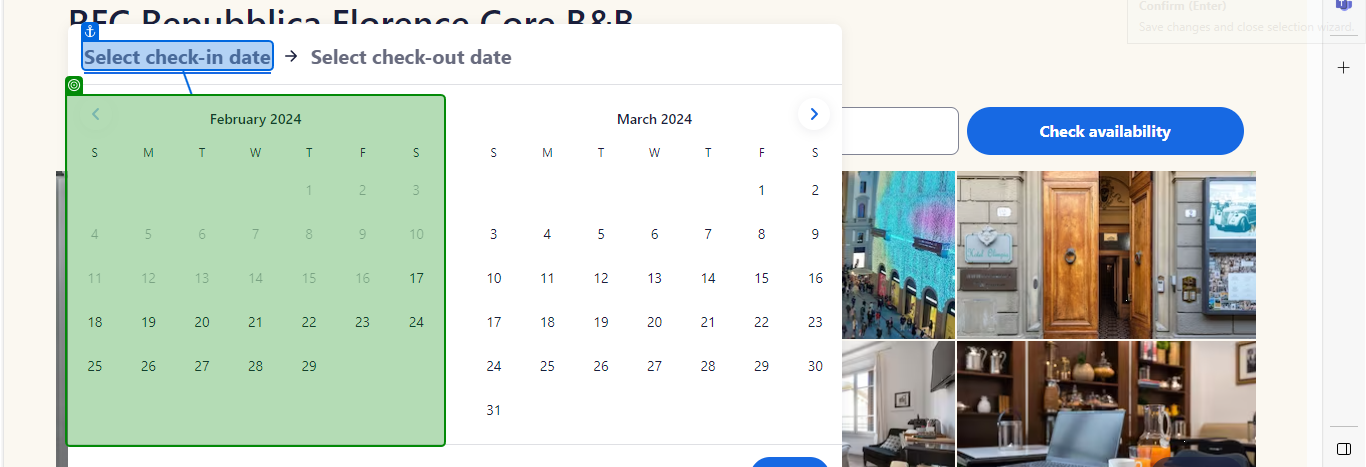 RFC Repubblica Florence Core B&B
Confirm (Enter)
Save changes and close selection wizard.
Select check-in date → Select check-out date
Check availability
February 2024
S M T W T F S
1 2 3
4 5 6 7 8 9 10
11 12 13 14 15 16 17
18 19 20 21 22 23 24
25 26 27 28 29
March 2024
S M T W T F S
1 2
3 4 5 6 7 8 9
10 11 12 13 14 15 16
17 18 19 20 21 22 23
24 25 26 27 28 29 30
31